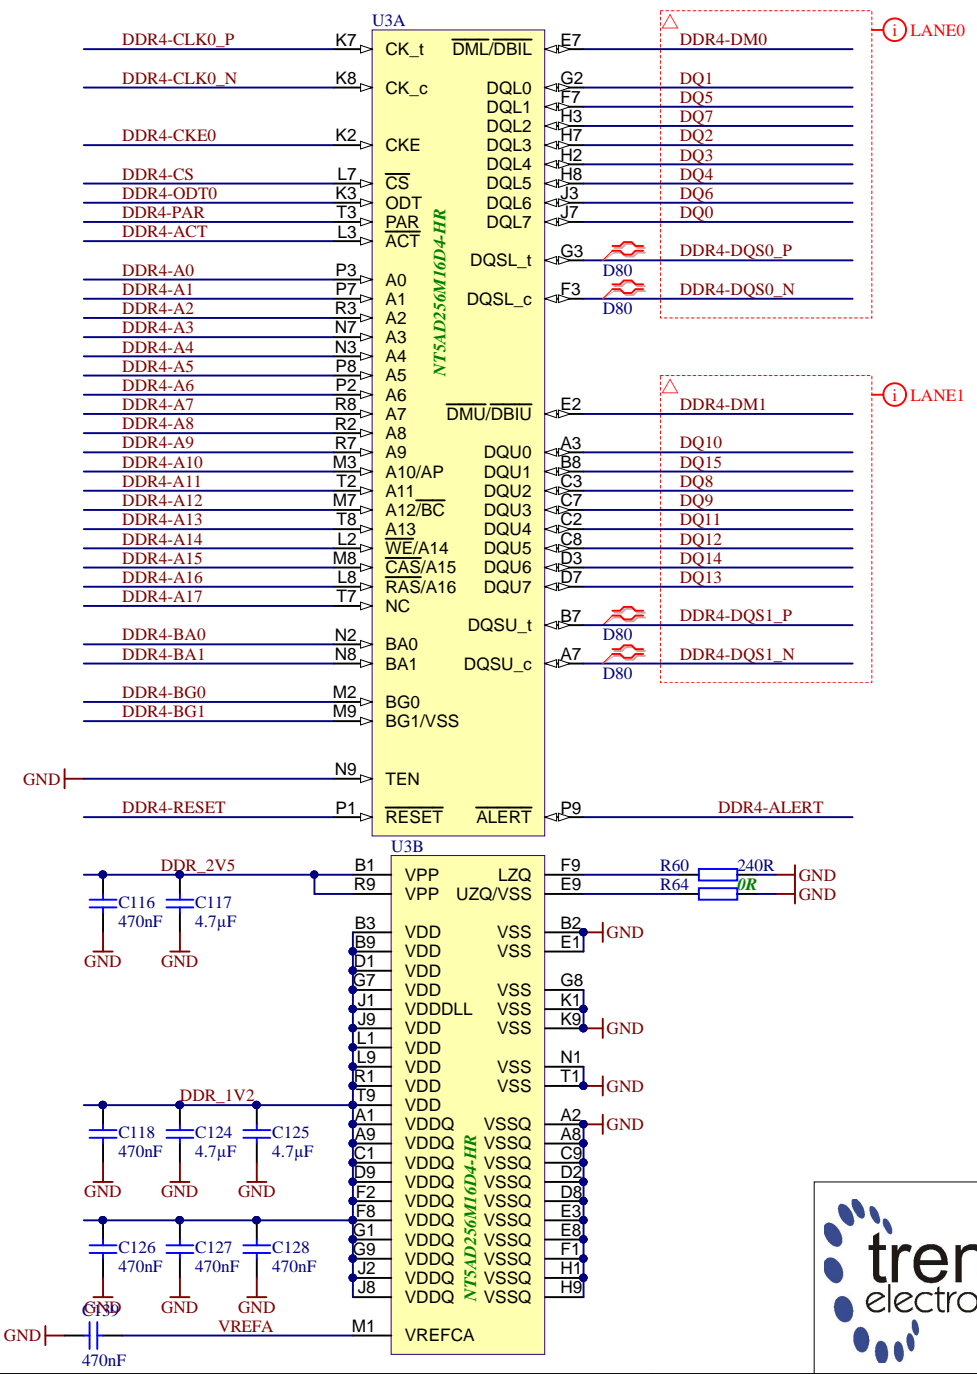 U3A
DDR4-CLK0_P K7 CK_t DML/DBIL E7 DDR4-DM0
LANE0
DDR4-CLK0_N K8 CK_c DQL0 G2 DQ1
DQL1 F7 DQ5
DQL2 H3 DQ7
DDR4-CKE0 K2 CKE DQL3 H7 DQ2
DQL4 H2 DQ3
DDR4-CS L7 CS DQL5 H8 DQ4
DDR4-ODT0 K3 ODT DQL6 J3 DQ6
DDR4-PAR T3 PAR DQL7 J7 DQ0
DDR4-ACT L3 ACT
NT5AD256M16D4-HR
DQSL_t G3 D80 DDR4-DQS0_P
DDR4-A0 P3 A0
DDR4-A1 P7 A1 DQSL_c F3 D80 DDR4-DQS0_N
DDR4-A2 R3 A2
DDR4-A3 N7 A3
DDR4-A4 N3 A4
DDR4-A5 P8 A5
DDR4-A6 P2 A6
LANE1
DDR4-A7 R8 A7 DMU/DBIU E2 DDR4-DM1
DDR4-A8 R2 A8
DDR4-A9 R7 A9 DQU0 A3 DQ10
DDR4-A10 M3 A10/AP DQU1 B8 DQ15
DDR4-A11 T2 A11 DQU2 C3 DQ8
DDR4-A12 M7 A12/BC DQU3 C7 DQ9
DDR4-A13 T8 A13 DQU4 C2 DQ11
DDR4-A14 L2 WE/A14 DQU5 C8 DQ12
DDR4-A15 M8 CAS/A15 DQU6 D3 DQ14
DDR4-A16 L8 RAS/A16 DQU7 D7 DQ13
DDR4-A17 T7 NC
DQSU_t B7 D80 DDR4-DQS1_P
DDR4-BA0 N2 BA0
DDR4-BA1 N8 BA1 DQSU_c A7 D80 DDR4-DQS1_N
DDR4-BG0 M2 BG0
DDR4-BG1 M9 BG1/VSS
GND N9 TEN
DDR4-RESET P1 RESET ALERT P9 DDR4-ALERT
U3B
DDR_2V5 B1 VPP LZQ F9 R60 240R GND
R9 VPP UZQ/VSS E9 R64 0R GND
C116 470nF GND
C117 4.7µF GND
B3 VDD VSS B2 GND
B9 VDD VSS E1
D1 VDD
G7 VDD VSS G8
J1 VDDDLL VSS K1
J9 VDD VSS K9 GND
L1 VDD
L9 VDD VSS N1
R1 VDD VSS T1 GND
DDR_1V2 T9 VDD
A1 VDDQ VSSQ A2 GND
A9 VDDQ VSSQ A8
C1 VDDQ VSSQ C9
D9 VDDQ VSSQ D2
F2 VDDQ VSSQ D8
F8 VDDQ VSSQ E3
G1 VDDQ VSSQ E8
G9 VDDQ VSSQ F1
J2 VDDQ VSSQ H1
J8 VDDQ VSSQ H9
NT5AD256M16D4-HR
C118 470nF GND
C124 4.7µF GND
C125 4.7µF GND
C126 470nF GND
C127 470nF GND
C128 470nF GND
GND C139 470nF VREFA M1 VREFCA
tren
electro